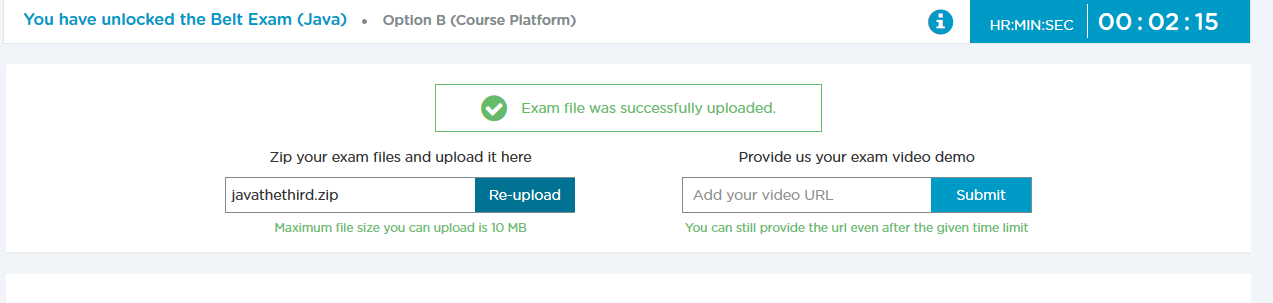 You have unlocked the Belt Exam (Java) • Option B (Course Platform)
HR:MIN:SEC 00:02:15
Exam file was successfully uploaded.
Zip your exam files and upload it here
javathethird.zip Re-upload
Maximum file size you can upload is 10 MB
Provide us your exam video demo
Add your video URL Submit
You can still provide the url even after the given time limit